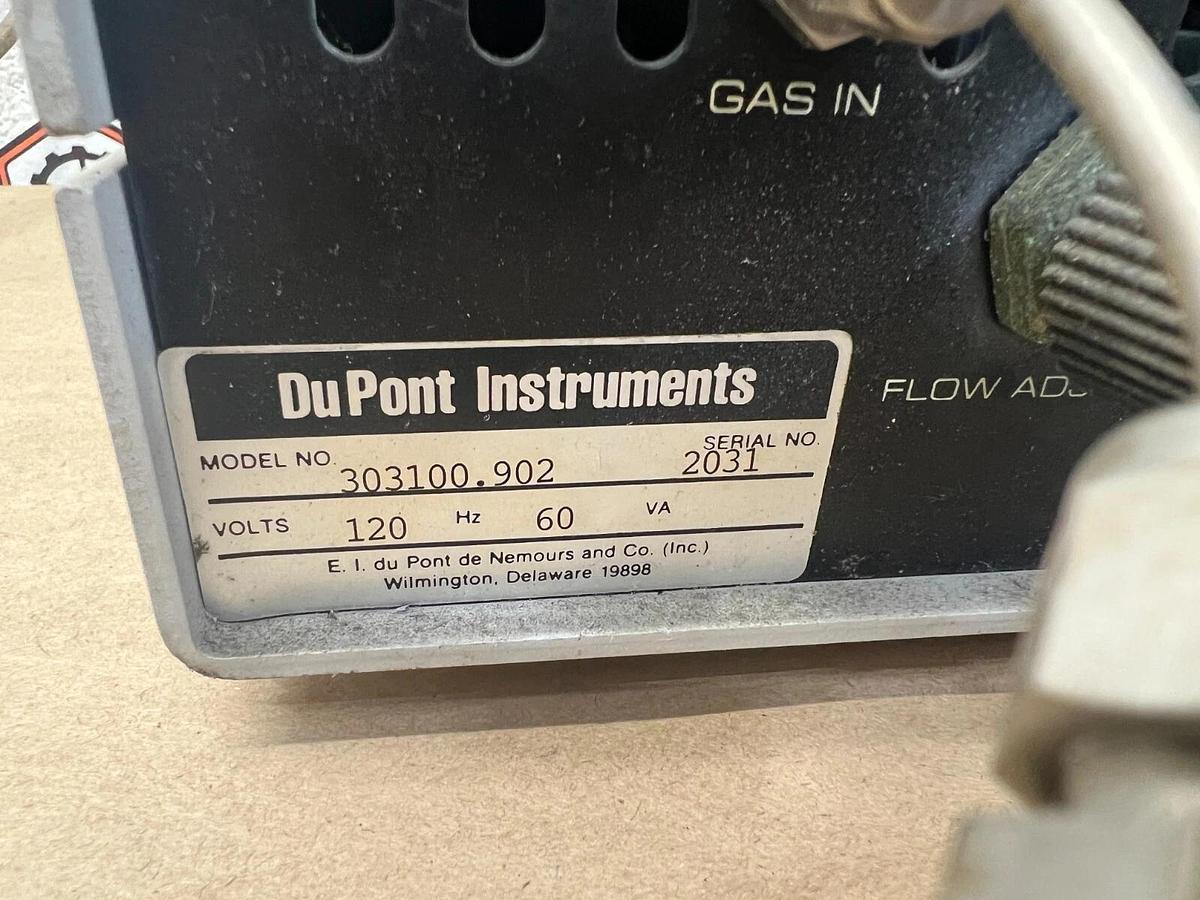 GAS IN
FLOW ADJ
DuPont Instruments
MODEL NO. 303100.902 SERIAL NO. 2031
VOLTS 120 Hz 60 VA
E. I. du Pont de Nemours and Co. (Inc.)
Wilmington, Delaware 19898